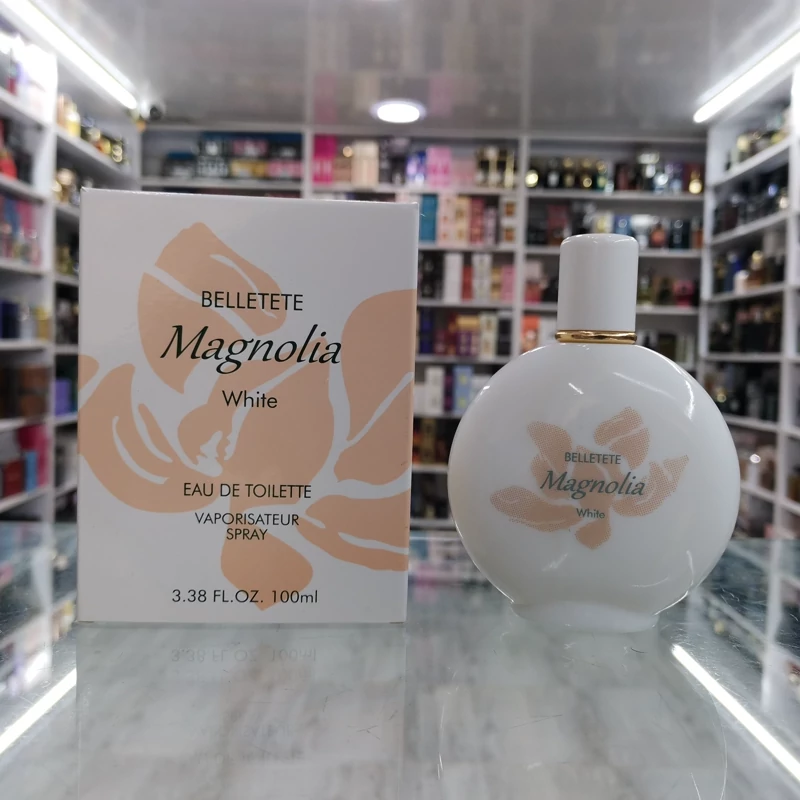 BELLETETE
Magnolia
White
EAU DE TOILETTE
VAPORISATEUR
SPRAY
3.38 FL.OZ. 100ml
BELLETETE
Magnolia
White